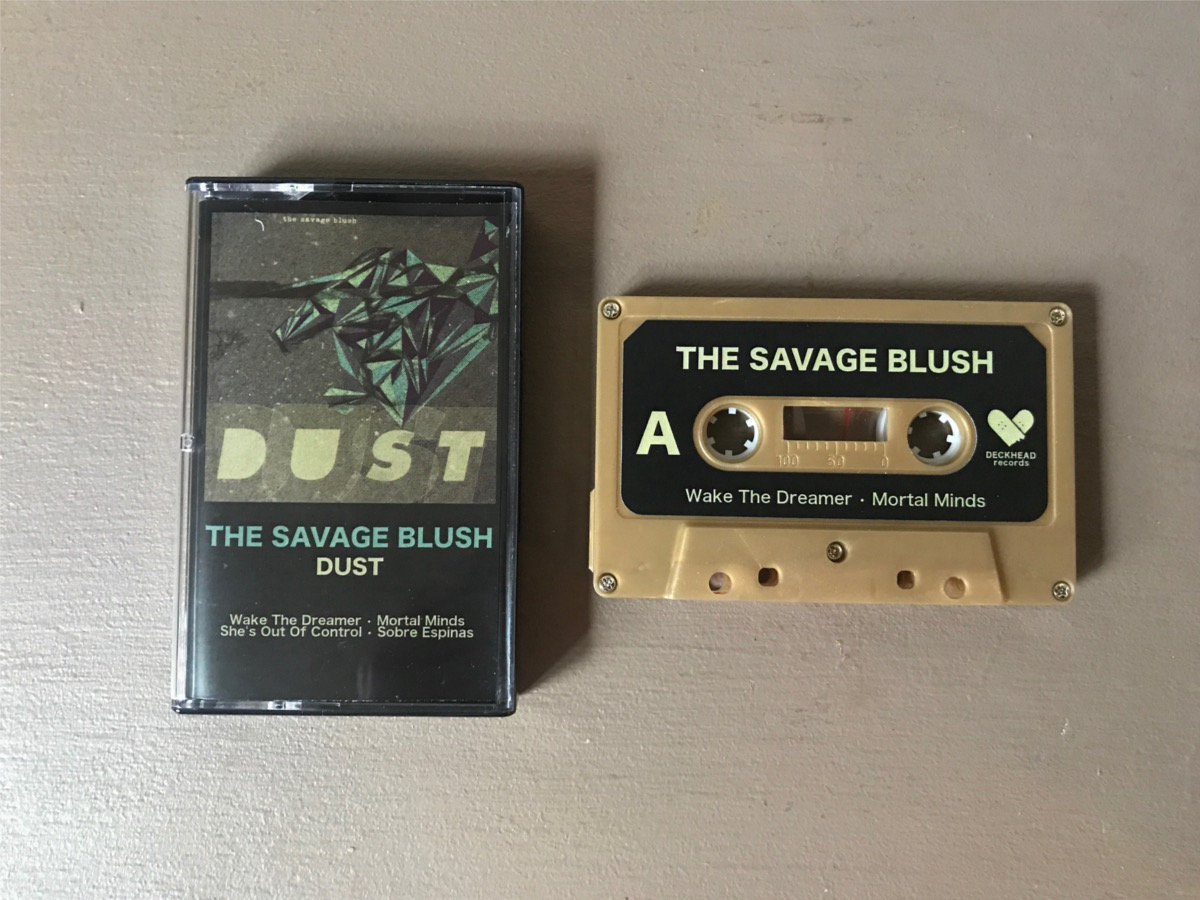 the savage blush
DUST
THE SAVAGE BLUSH
DUST
Wake The Dreamer · Mortal Minds
She's Out Of Control · Sobre Espinas
THE SAVAGE BLUSH
A
DECKHEAD
records
100 50 0
Wake The Dreamer · Mortal Minds